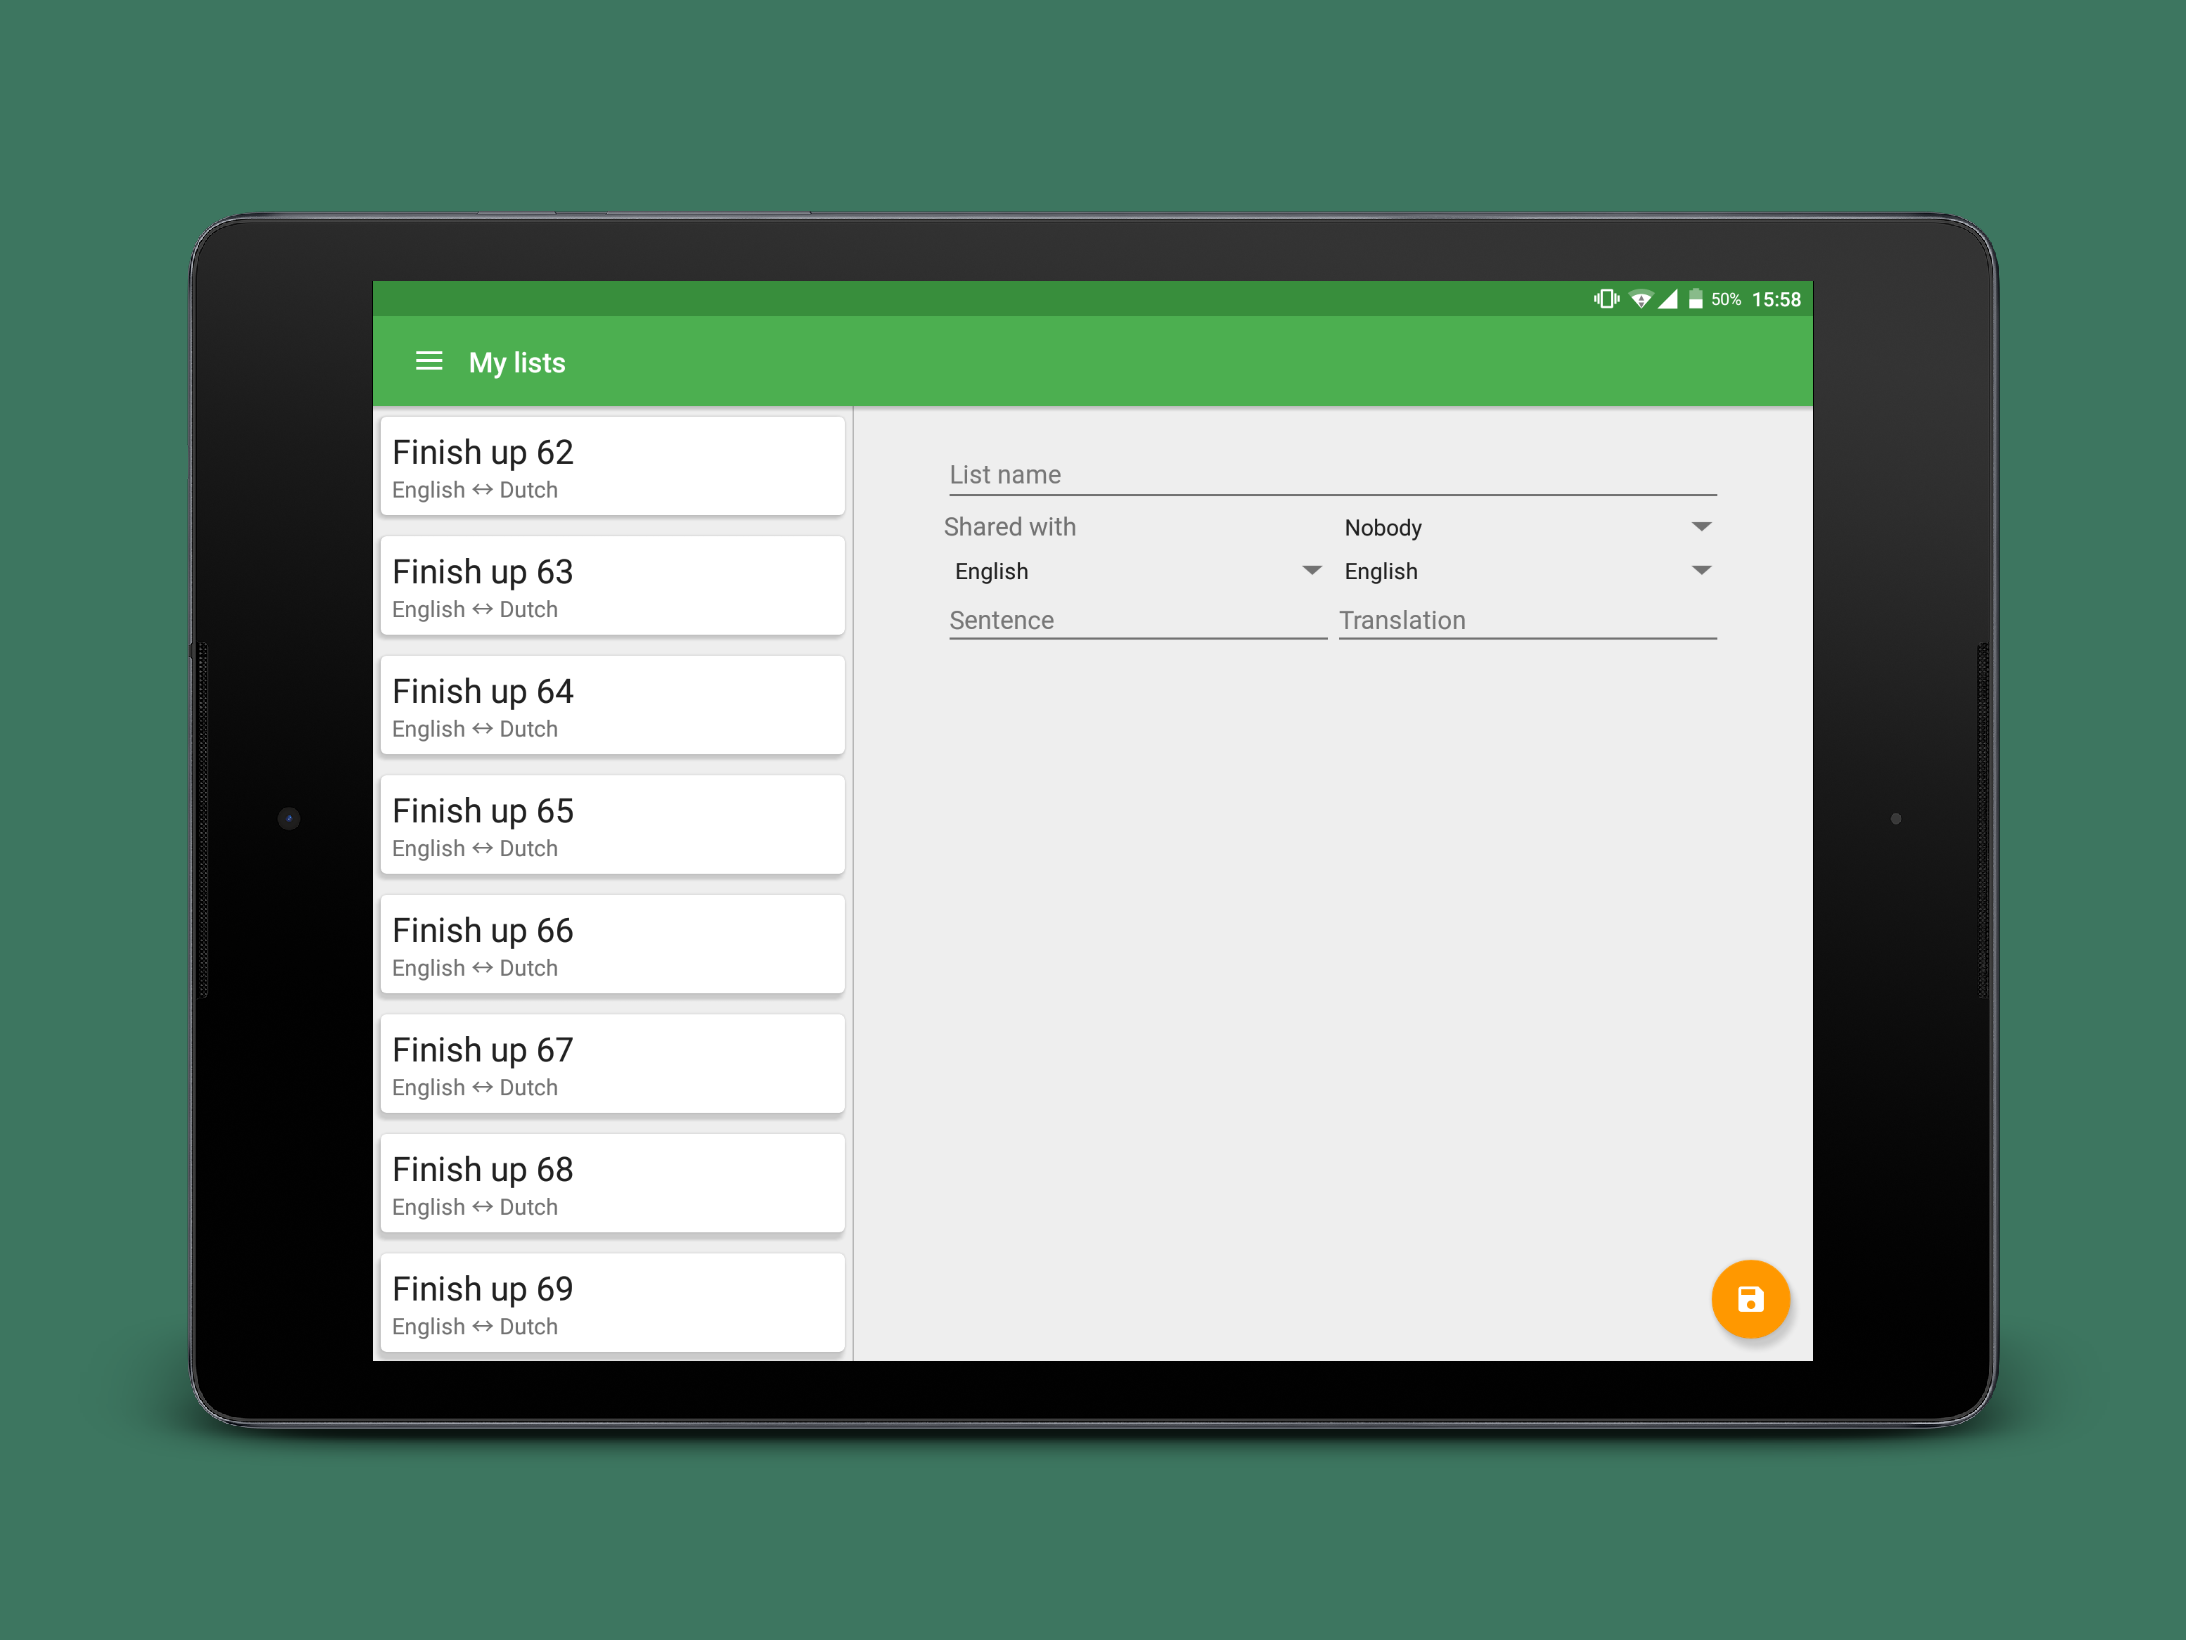 50% 15:58
My lists
Finish up 62
English ↔ Dutch
Finish up 63
English ↔ Dutch
Finish up 64
English ↔ Dutch
Finish up 65
English ↔ Dutch
Finish up 66
English ↔ Dutch
Finish up 67
English ↔ Dutch
Finish up 68
English ↔ Dutch
Finish up 69
English ↔ Dutch
List name
Shared with Nobody
English English
Sentence Translation